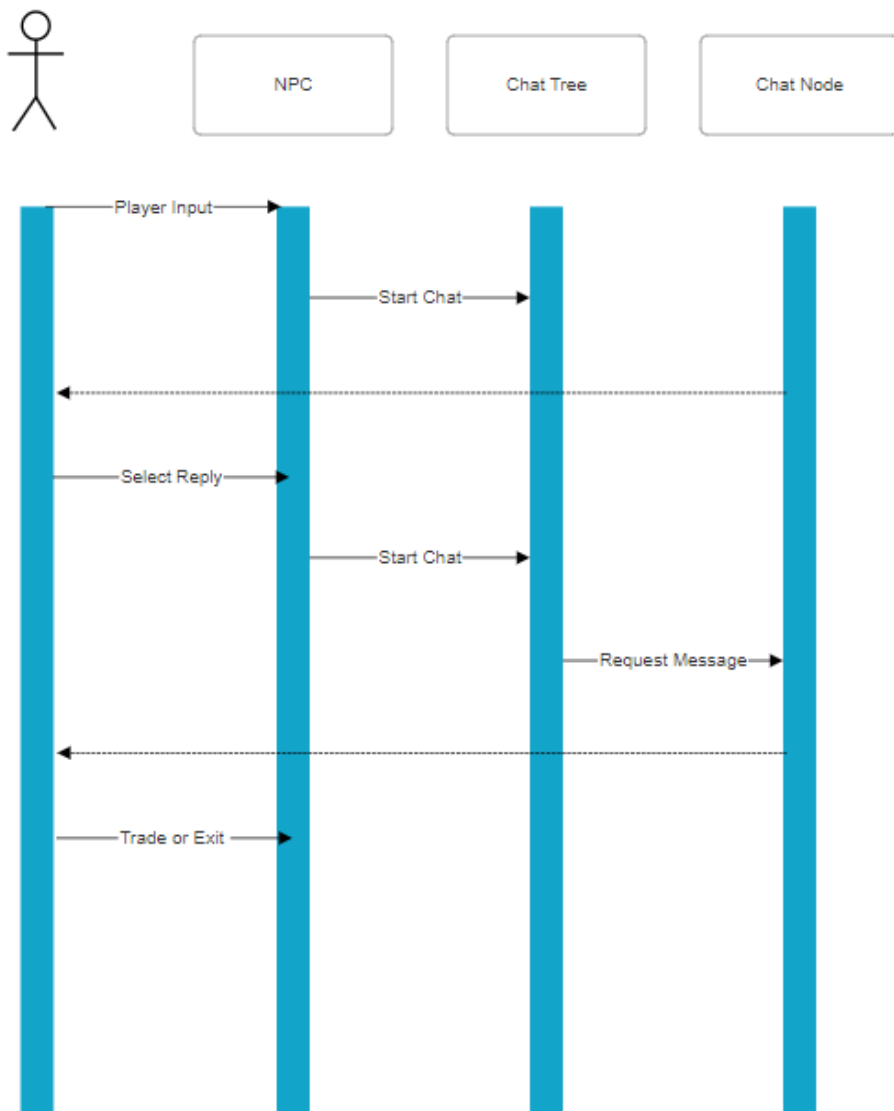 NPC
Chat Tree
Chat Node
Player Input
Start Chat
Select Reply
Start Chat
Request Message
Trade or Exit